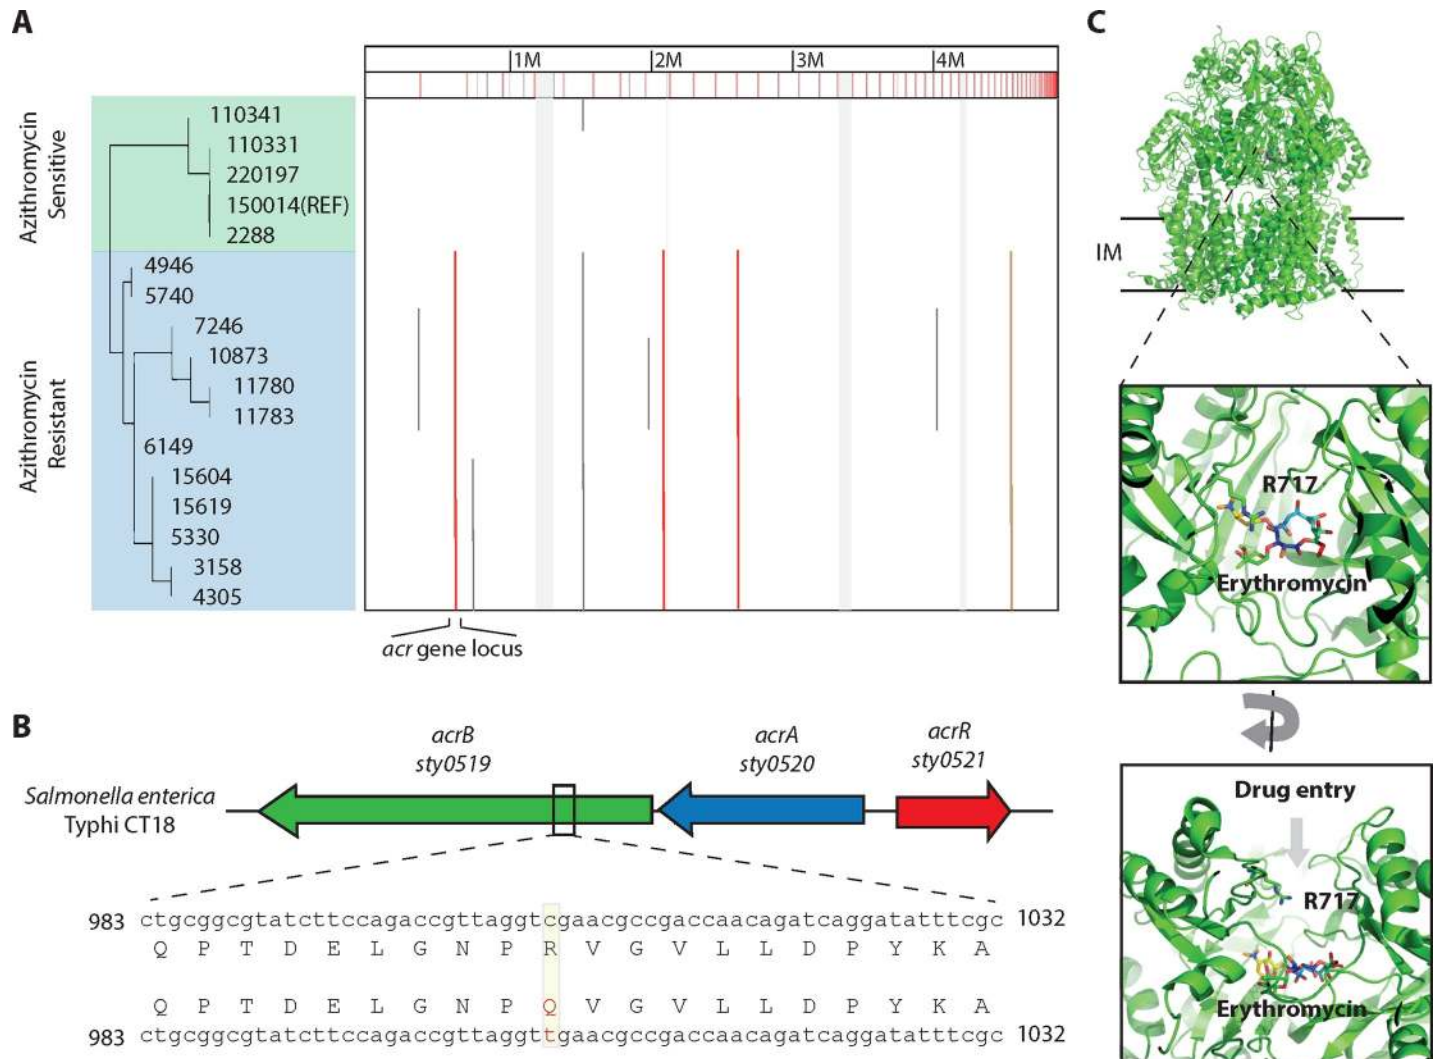 A
1M 2M 3M 4M
Azithromycin
Sensitive
110341
110331
220197
150014(REF)
2288
Azithromycin
Resistant
4946
5740
7246
10873
11780
11783
6149
15604
15619
5330
3158
4305
acr gene locus
B
acrB
sty0519
acrA
sty0520
acrR
sty0521
Salmonella enterica
Typhi CT18
983 ctgcggcgtatcttccagaccgttaggtcgaacgccgaccaacagatcaggatatttcgc 1032
Q P T D E L G N P R V G V L L D P Y K A
Q P T D E L G N P Q V G V L L D P Y K A
983 ctgcggcgtatcttccagaccgttaggttgaacgccgaccaacagatcaggatatttcgc 1032
C
IM
R717
Erythromycin
Drug entry
R717
Erythromycin